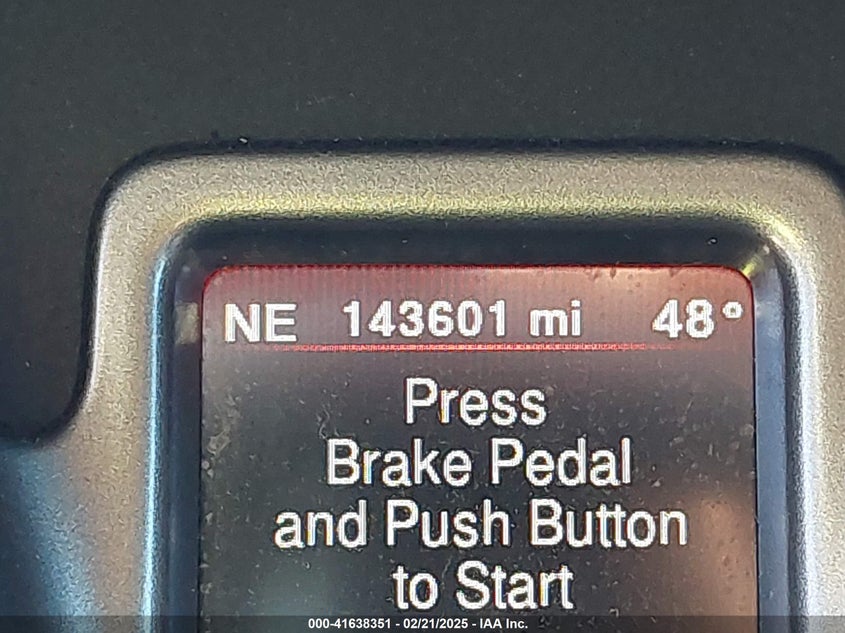 NE 143601 mi 48°
Press
Brake Pedal
and Push Button
to Start
000-41638351 - 02/21/2025 - IAA Inc.